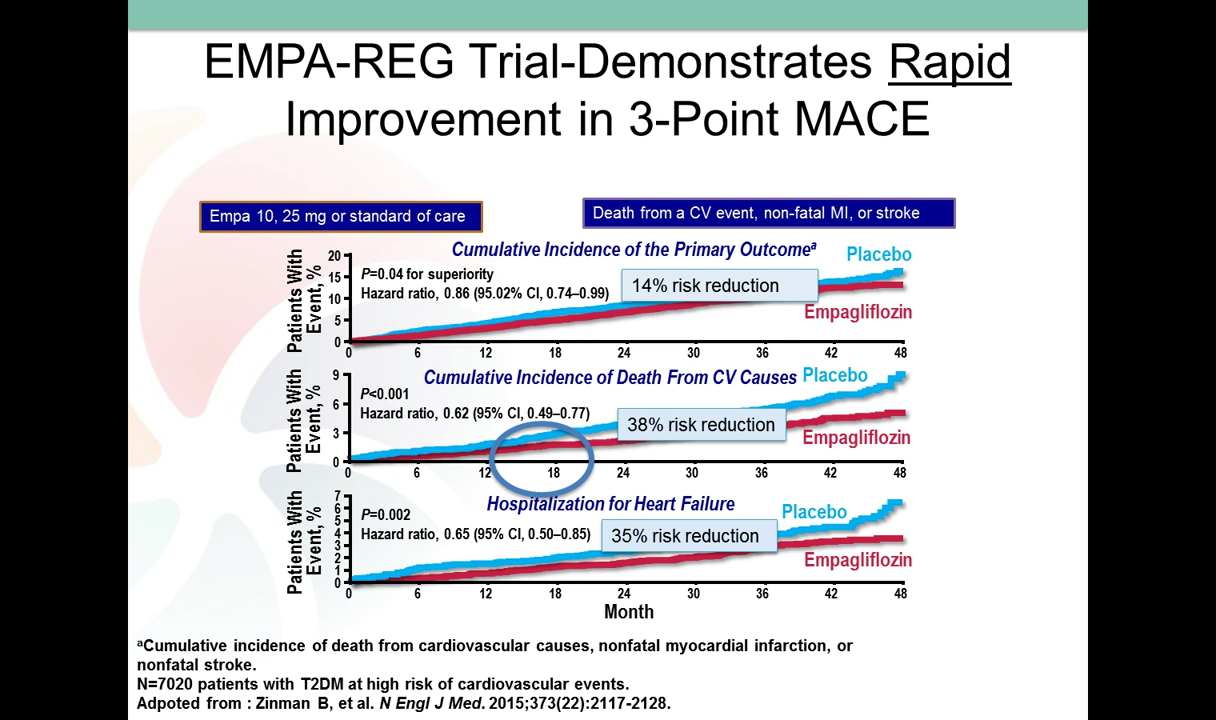 EMPA-REG Trial-Demonstrates Rapid
Improvement in 3-Point MACE
Empa 10, 25 mg or standard of care
Death from a CV event, non-fatal MI, or stroke
Cumulative Incidence of the Primary Outcomeᵃ
Placebo
Patients With
Event, %
20
15
10
5
0
P=0.04 for superiority
Hazard ratio, 0.86 (95.02% CI, 0.74–0.99)
14% risk reduction
Empagliflozin
0 6 12 18 24 30 36 42 48
Cumulative Incidence of Death From CV Causes
Placebo
Patients With
Event, %
9
6
3
0
P<0.001
Hazard ratio, 0.62 (95% CI, 0.49–0.77)
38% risk reduction
Empagliflozin
0 6 12 18 24 30 36 42 48
Hospitalization for Heart Failure
Placebo
Patients With
Event, %
7
6
5
4
3
2
1
0
P=0.002
Hazard ratio, 0.65 (95% CI, 0.50–0.85)
35% risk reduction
Empagliflozin
0 6 12 18 24 30 36 42 48
Month
ᵃCumulative incidence of death from cardiovascular causes, nonfatal myocardial infarction, or
nonfatal stroke.
N=7020 patients with T2DM at high risk of cardiovascular events.
Adpoted from : Zinman B, et al. N Engl J Med. 2015;373(22):2117-2128.